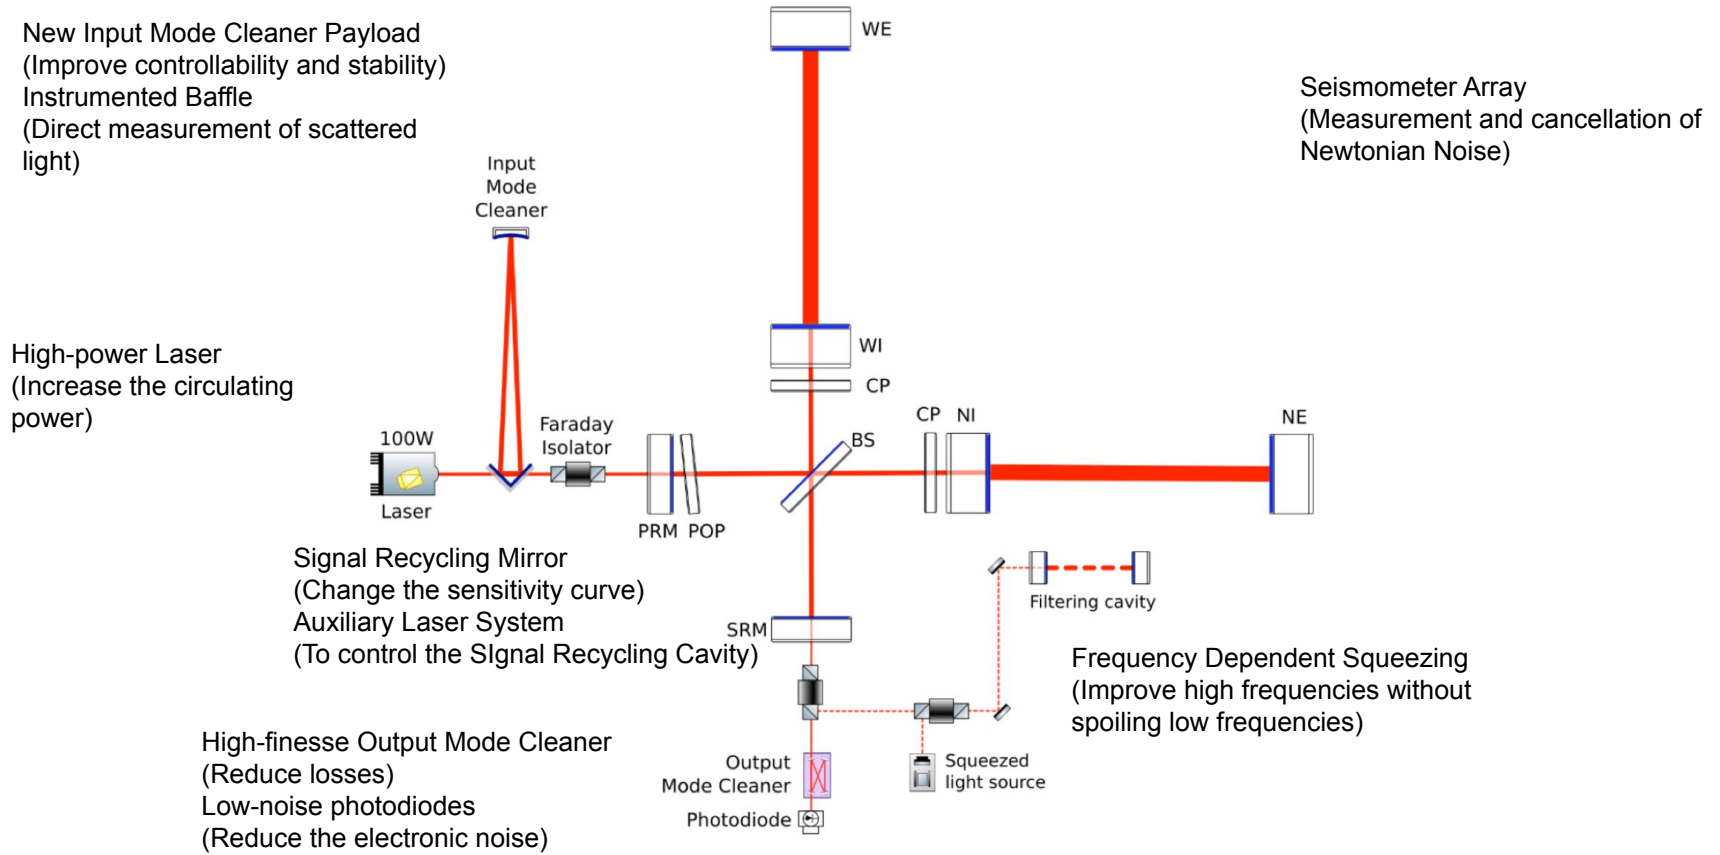 New Input Mode Cleaner Payload
(Improve controllability and stability)
Instrumented Baffle
(Direct measurement of scattered
light)
WE
Seismometer Array
(Measurement and cancellation of
Newtonian Noise)
Input
Mode
Cleaner
High-power Laser
(Increase the circulating
power)
WI
CP
100W
Laser
Faraday
Isolator
PRM
POP
BS
CP
NI
NE
Signal Recycling Mirror
(Change the sensitivity curve)
Auxiliary Laser System
(To control the SIgnal Recycling Cavity)
SRM
Filtering cavity
Frequency Dependent Squeezing
(Improve high frequencies without
spoiling low frequencies)
High-finesse Output Mode Cleaner
(Reduce losses)
Low-noise photodiodes
(Reduce the electronic noise)
Output
Mode Cleaner
Photodiode
Squeezed
light source